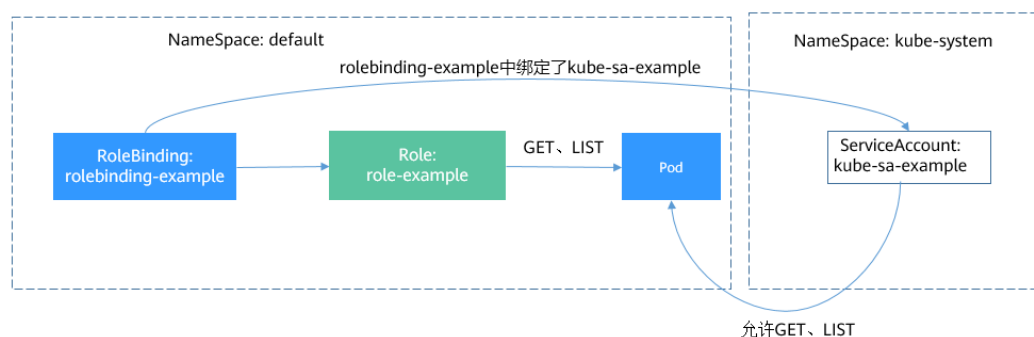 NameSpace: default
NameSpace: kube-system
rolebinding-example中绑定了kube-sa-example
RoleBinding:
rolebinding-example
Role:
role-example
GET、LIST
Pod
ServiceAccount:
kube-sa-example
允许GET、LIST